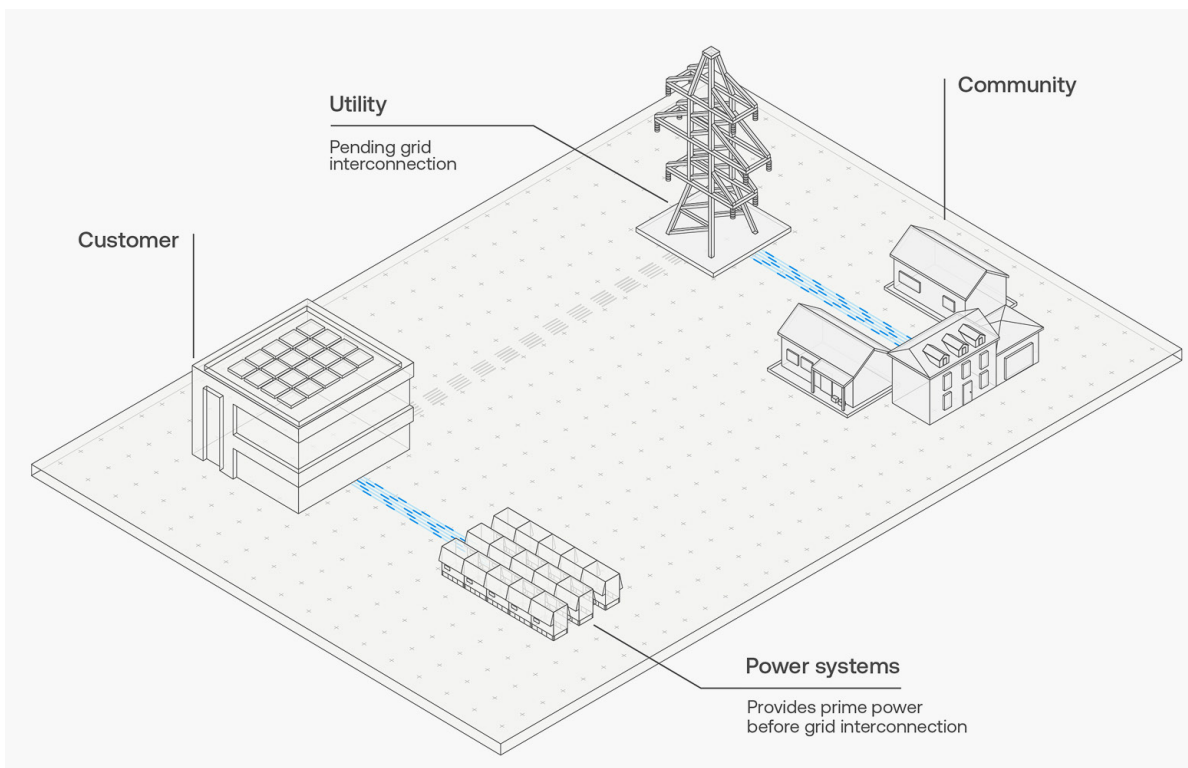 Utility
Pending grid
interconnection
Community
Customer
Power systems
Provides prime power
before grid interconnection